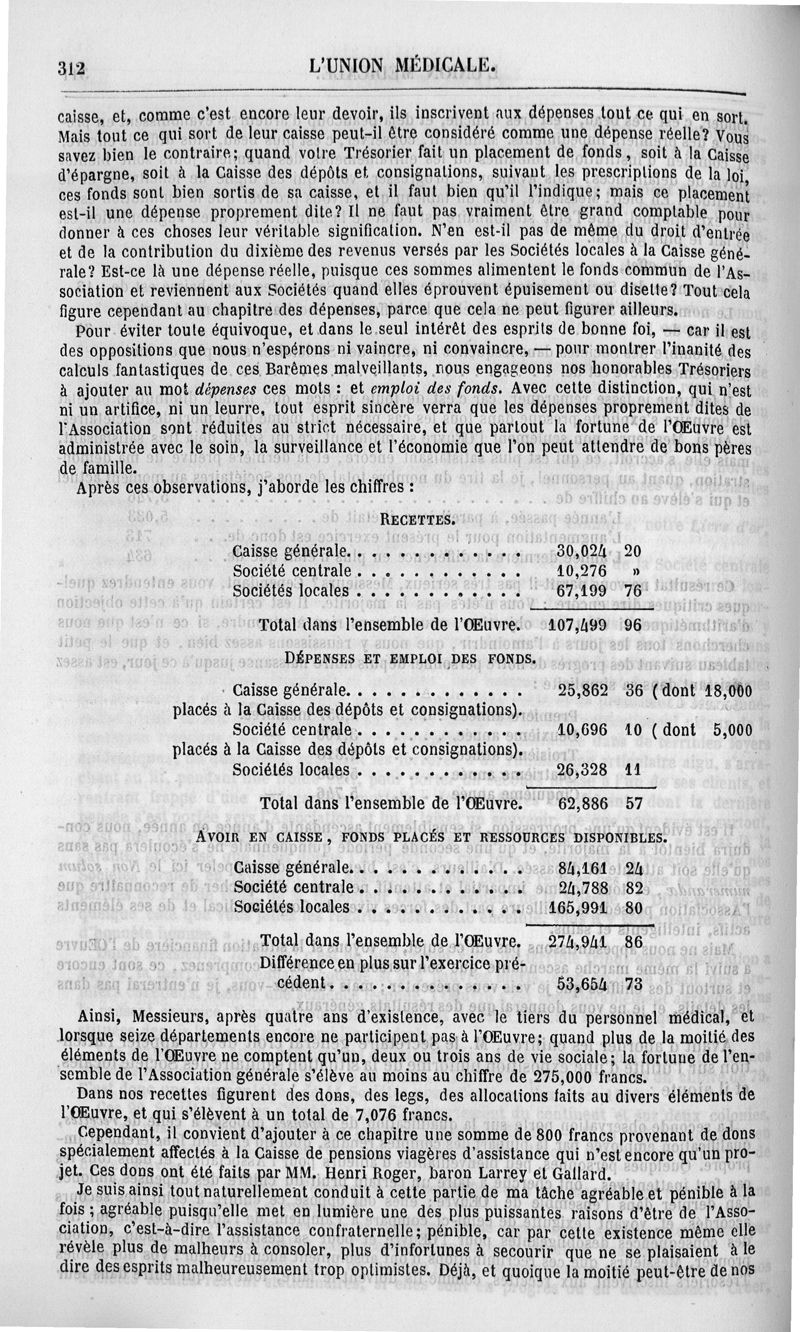 312 L'UNION MÉDICALE.
caisse, et, comme c'est encore leur devoir, ils inscrivent aux dépenses tout ce qui en sort.
Mais tout ce qui sort de leur caisse peut-il être considéré comme une dépense réelle? Vous
savez bien le contraire; quand votre Trésorier fait un placement de fonds, soit à la Caisse
d'épargne, soit à la Caisse des dépôts et consignations, suivant les prescriptions de la loi,
ces fonds sont bien sortis de sa caisse, et il faut bien qu'il l'indique; mais ce placement
est-il une dépense proprement dite? Il ne faut pas vraiment être grand comptable pour
donner à ces choses leur véritable signification. N'en est-il pas de même du droit d'entrée
et de la contribution du dixième des revenus versés par les Sociétés locales à la Caisse géné-
rale? Est-ce là une dépense réelle, puisque ces sommes alimentent le fonds commun de l'As-
sociation et reviennent aux Sociétés quand elles éprouvent épuisement ou disette? Tout cela
figure cependant au chapitre des dépenses, parce que cela ne peut figurer ailleurs.
Pour éviter toute équivoque, et dans le seul intérêt des esprits de bonne foi, — car il est
des oppositions que nous n'espérons ni vaincre, ni convaincre, — pour montrer l'inanité des
calculs fantastiques de ces Barêmes malveillants, nous engageons nos honorables Trésoriers
à ajouter au mot dépenses ces mots : et emploi des fonds. Avec cette distinction, qui n'est
ni un artifice, ni un leurre, tout esprit sincère verra que les dépenses proprement dites de
l'Association sont réduites au strict nécessaire, et que partout la fortune de l'Œuvre est
administrée avec le soin, la surveillance et l'économie que l'on peut attendre de bons pères
de famille.
Après ces observations, j'aborde les chiffres :
RECETTES.
Caisse générale. . . . . . . . . . . . . 30,024 20
Société centrale . . . . . . . . . . . . 10,276 »
Sociétés locales . . . . . . . . . . . . 67,199 76
Total dans l'ensemble de l'Œuvre. 107,499 96
DÉPENSES ET EMPLOI DES FONDS.
Caisse générale. . . . . . . . . . . . . 25,862 36 (dont 18,000
placés à la Caisse des dépôts et consignations).
Société centrale . . . . . . . . . . . . 10,696 10 (dont 5,000
placés à la Caisse des dépôts et consignations).
Sociétés locales . . . . . . . . . . . . 26,328 11
Total dans l'ensemble de l'Œuvre. 62,886 57
AVOIR EN CAISSE, FONDS PLACÉS ET RESSOURCES DISPONIBLES.
Caisse générale. . . . . . . . . . . . . 84,161 24
Société centrale . . . . . . . . . . . . 24,788 82
Sociétés locales . . . . . . . . . . . . 165,991 80
Total dans l'ensemble de l'Œuvre. 274,941 86
Différence en plus sur l'exercice pré-
cédent. . . . . . . . . . . . . . 53,654 73
Ainsi, Messieurs, après quatre ans d'existence, avec le tiers du personnel médical, et
lorsque seize départements encore ne participent pas à l'Œuvre; quand plus de la moitié des
éléments de l'Œuvre ne comptent qu'un, deux ou trois ans de vie sociale; la fortune de l'en-
semble de l'Association générale s'élève au moins au chiffre de 275,000 francs.
Dans nos recettes figurent des dons, des legs, des allocations faits au divers éléments de
l'Œuvre, et qui s'élèvent à un total de 7,076 francs.
Cependant, il convient d'ajouter à ce chapitre une somme de 800 francs provenant de dons
spécialement affectés à la Caisse de pensions viagères d'assistance qui n'est encore qu'un pro-
jet. Ces dons ont été faits par MM. Henri Roger, baron Larrey et Gallard.
Je suis ainsi tout naturellement conduit à cette partie de ma tâche agréable et pénible à la
fois ; agréable puisqu'elle met en lumière une des plus puissantes raisons d'être de l'Asso-
ciation, c'est-à-dire l'assistance confraternelle; pénible, car par cette existence même elle
révèle plus de malheurs à consoler, plus d'infortunes à secourir que ne se plaisaient à le
dire des esprits malheureusement trop optimistes. Déjà, et quoique la moitié peut-être de nos